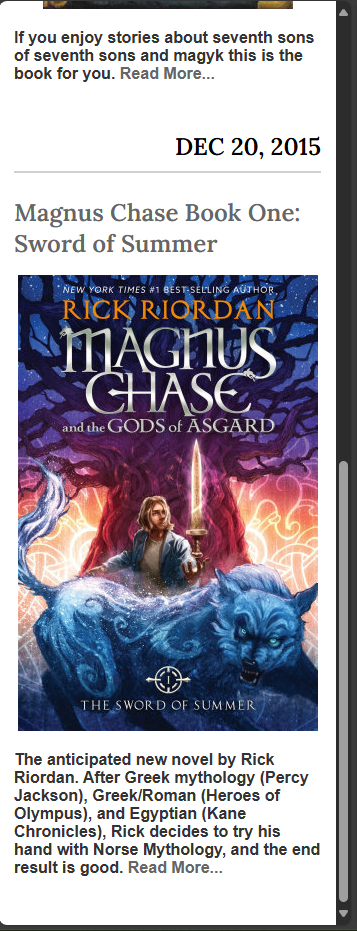 If you enjoy stories about seventh sons
of seventh sons and magyk this is the
book for you. Read More...
DEC 20, 2015
Magnus Chase Book One:
Sword of Summer
NEW YORK TIMES #1 BEST-SELLING AUTHOR
RICK RIORDAN
MAGNUS
CHASE
and the GODS of ASGARD
1
THE SWORD OF SUMMER
The anticipated new novel by Rick
Riordan. After Greek mythology (Percy
Jackson), Greek/Roman (Heroes of
Olympus), and Egyptian (Kane
Chronicles), Rick decides to try his
hand with Norse Mythology, and the end
result is good. Read More...